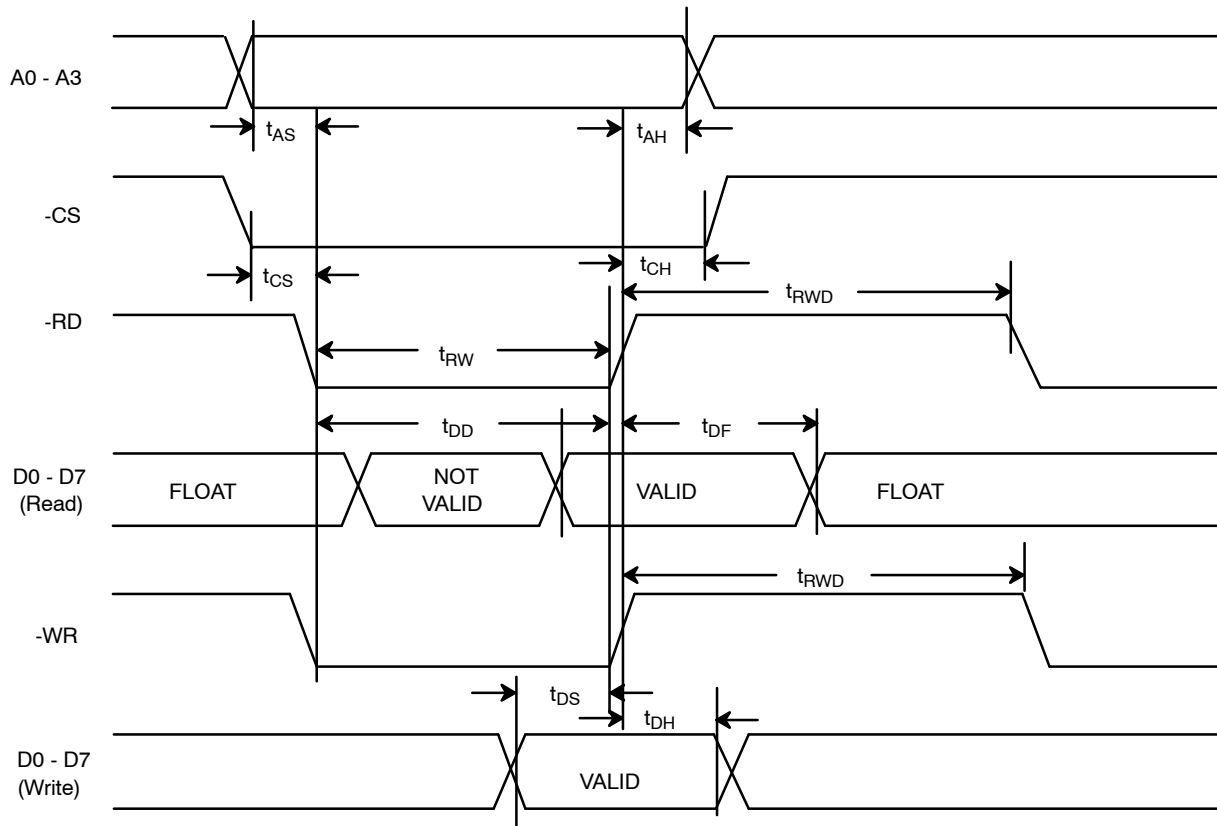 A0 - A3
tAS
tAH
-CS
tCS
tCH
tRWD
-RD
tRW
tDD
tDF
D0 - D7
(Read)
FLOAT
NOT
VALID
VALID
FLOAT
tRWD
-WR
tDS
tDH
D0 - D7
(Write)
VALID